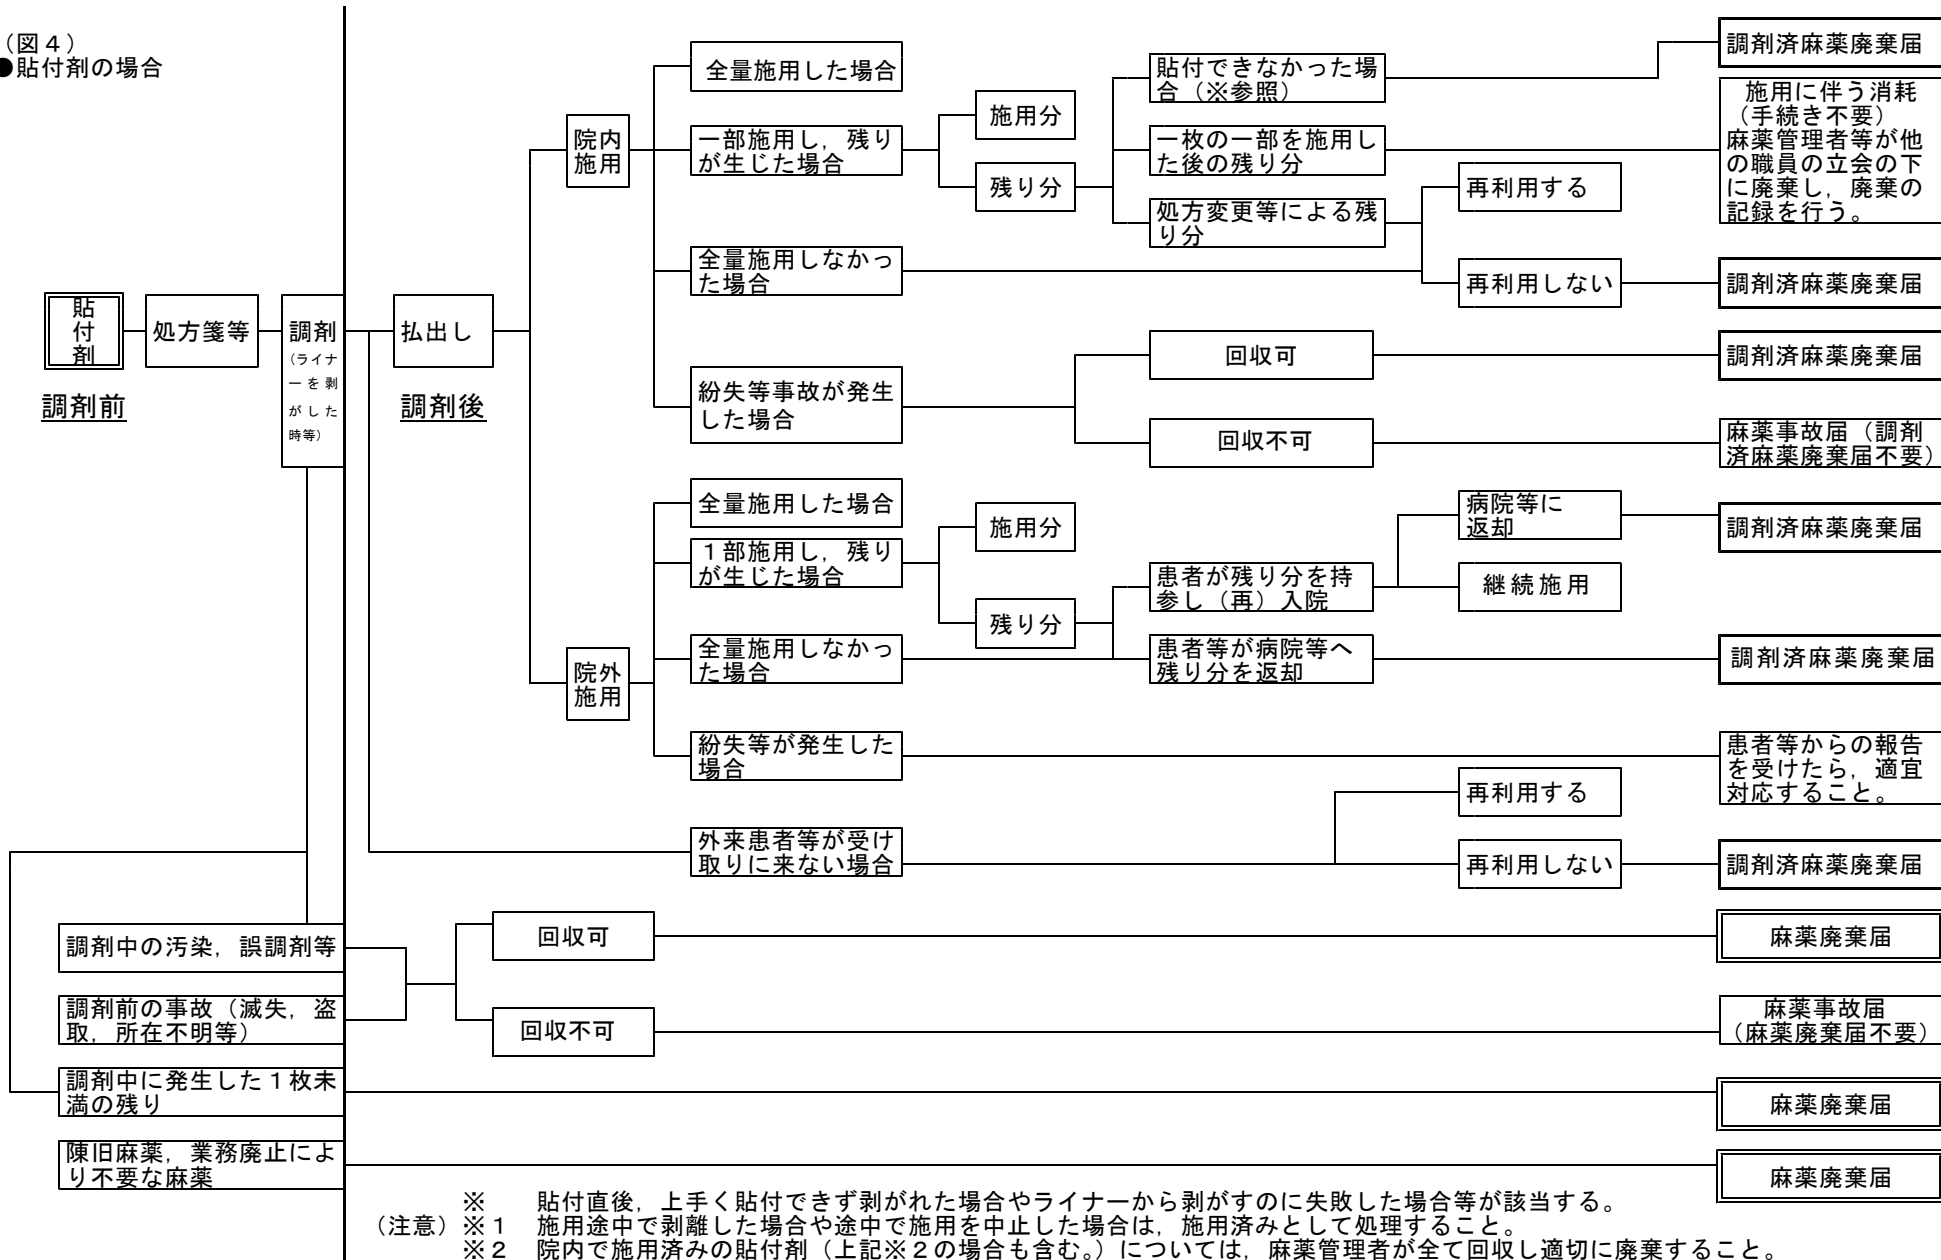 （図４）
●貼付剤の場合
貼
付
剤
処方箋等
調剤
（ライナ
ーを剥
がした
時等）
調剤前
払出し
調剤後
院内
施用
全量施用した場合
一部施用し，残り
が生じた場合
施用分
残り分
貼付できなかった場
合（※参照）
一枚の一部を施用し
た後の残り分
処方変更等による残
り分
再利用する
再利用しない
調剤済麻薬廃棄届
施用に伴う消耗
（手続き不要）
麻薬管理者等が他
の職員の立会の下
に廃棄し，廃棄の
記録を行う。
調剤済麻薬廃棄届
全量施用しなかっ
た場合
紛失等事故が発生
した場合
回収可
調剤済麻薬廃棄届
回収不可
麻薬事故届（調剤
済麻薬廃棄届不要）
院外
施用
全量施用した場合
１部施用し，残り
が生じた場合
施用分
残り分
患者が残り分を持
参し（再）入院
病院等に
返却
調剤済麻薬廃棄届
継続施用
全量施用しなかっ
た場合
患者等が病院等へ
残り分を返却
調剤済麻薬廃棄届
紛失等が発生した
場合
患者等からの報告
を受けたら，適宜
対応すること。
外来患者等が受け
取りに来ない場合
再利用する
再利用しない
調剤済麻薬廃棄届
調剤中の汚染，誤調剤等
調剤前の事故（滅失，盗
取，所在不明等）
回収可
麻薬廃棄届
回収不可
麻薬事故届
（麻薬廃棄届不要）
調剤中に発生した１枚未
満の残り
麻薬廃棄届
陳旧麻薬，業務廃止によ
り不要な麻薬
麻薬廃棄届
※　貼付直後，上手く貼付できず剥がれた場合やライナーから剥がすのに失敗した場合等が該当する。
（注意）※１　施用途中で剥離した場合や途中で施用を中止した場合は，施用済みとして処理すること。
※２　院内で施用済みの貼付剤（上記※２の場合も含む。）については，麻薬管理者が全て回収し適切に廃棄すること。